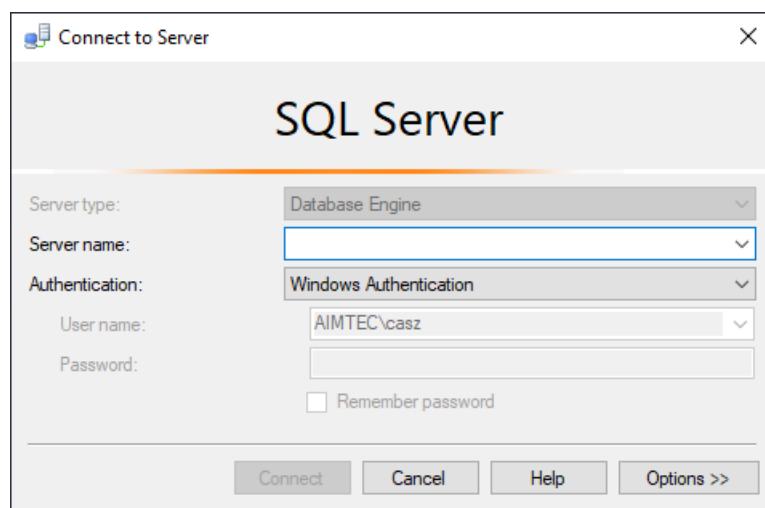 Connect to Server
SQL Server
Server type: Database Engine
Server name:
Authentication: Windows Authentication
User name: AIMTEC\casz
Password:
Remember password
Connect Cancel Help Options >>